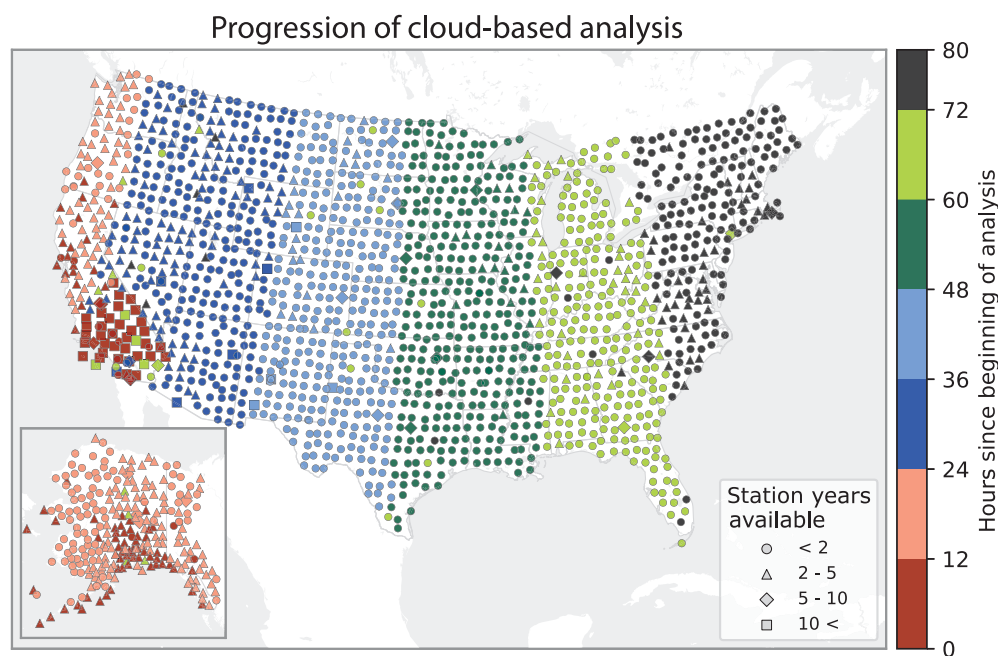 Progression of cloud-based analysis
80
72
60
48
36
24
12
0
Hours since beginning of analysis
Station years
available
< 2
2 - 5
5 - 10
10 <